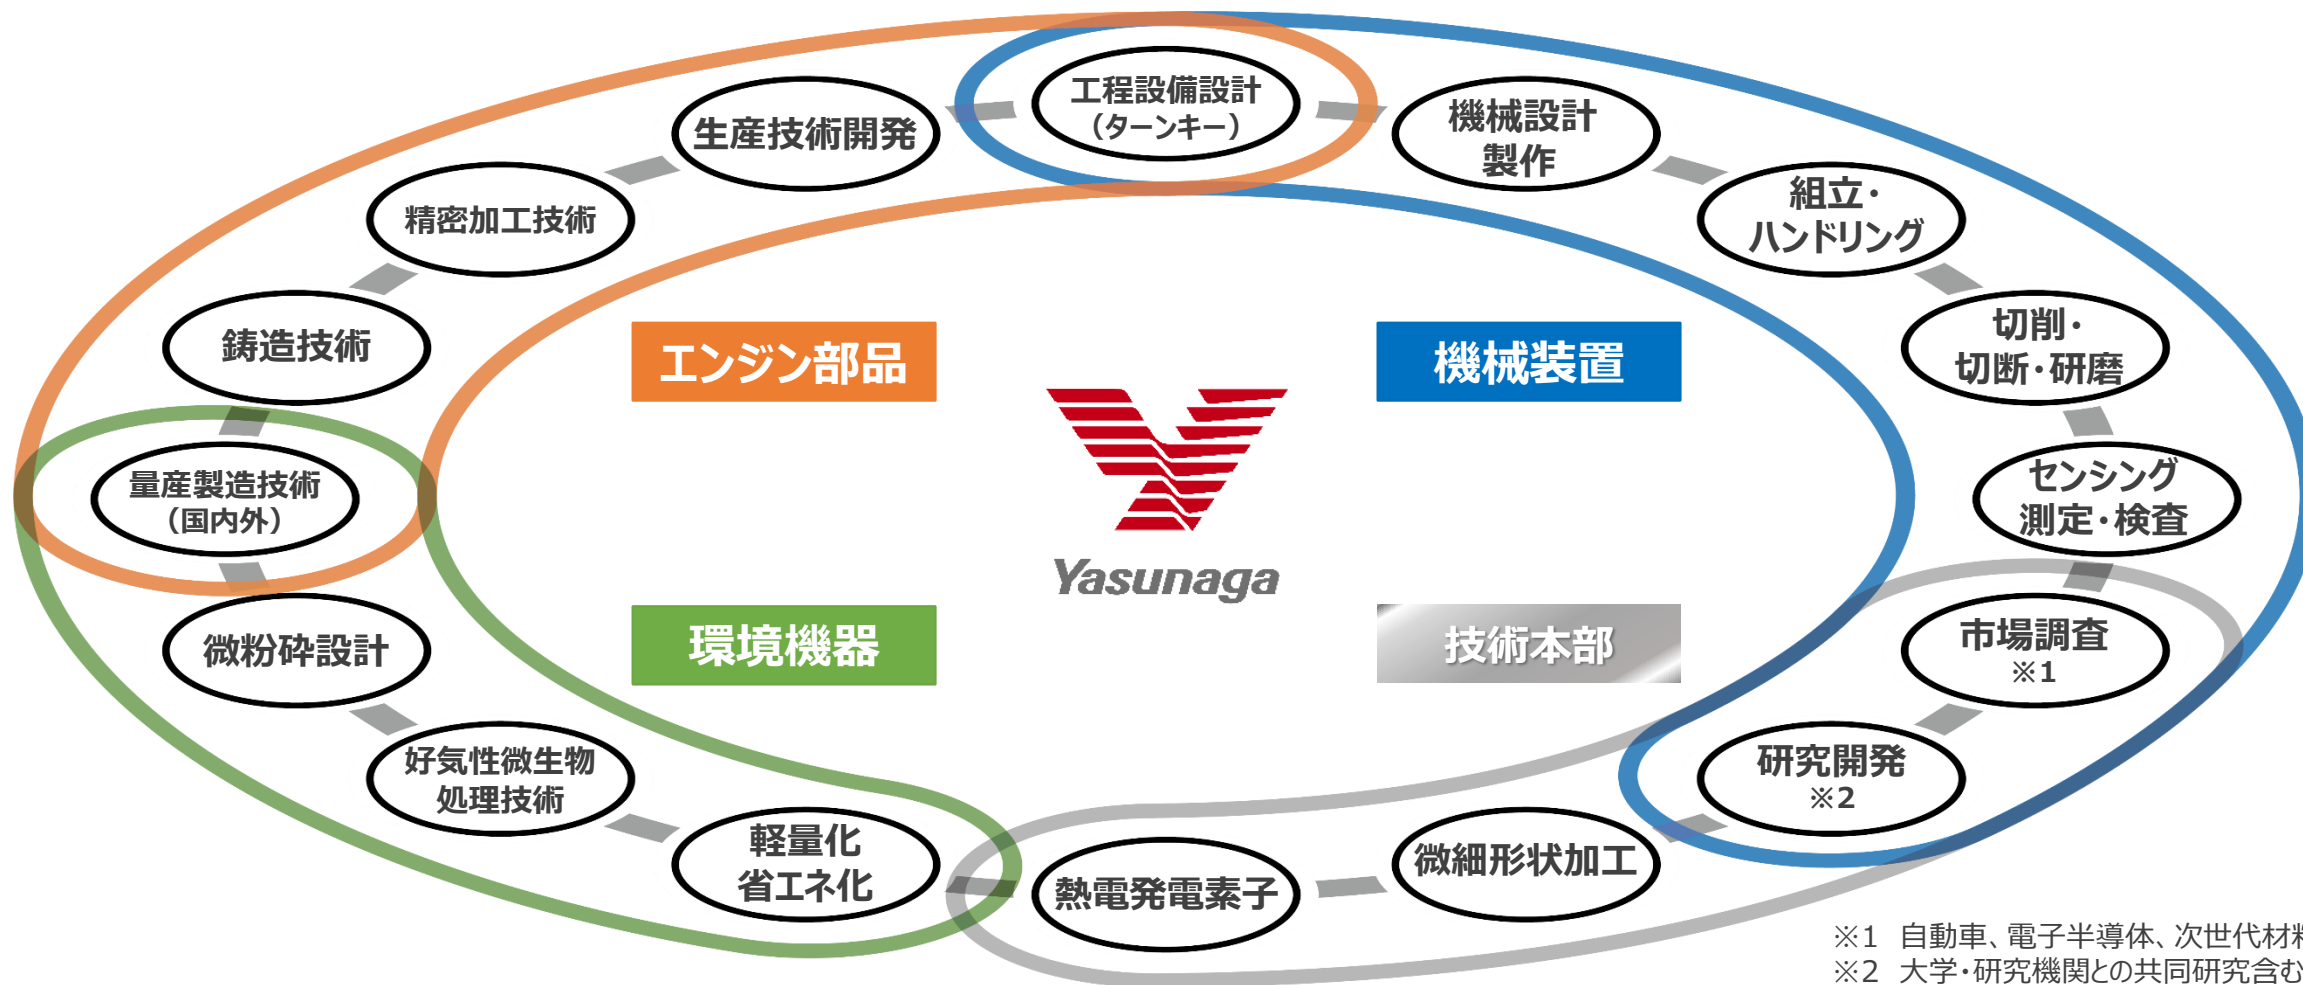 工程設備設計
（ターンキー）
機械設計
製作
組立・
ハンドリング
切削・
切断・研磨
センシング
測定・検査
市場調査
※1
研究開発
※2
微細形状加工
熱電発電素子
軽量化
省エネ化
好気性微生物
処理技術
微粉砕設計
量産製造技術
（国内外）
鋳造技術
精密加工技術
生産技術開発
エンジン部品
機械装置
Yasunaga
環境機器
技術本部
※1 自動車、電子半導体、次世代材料
※2 大学・研究機関との共同研究含む